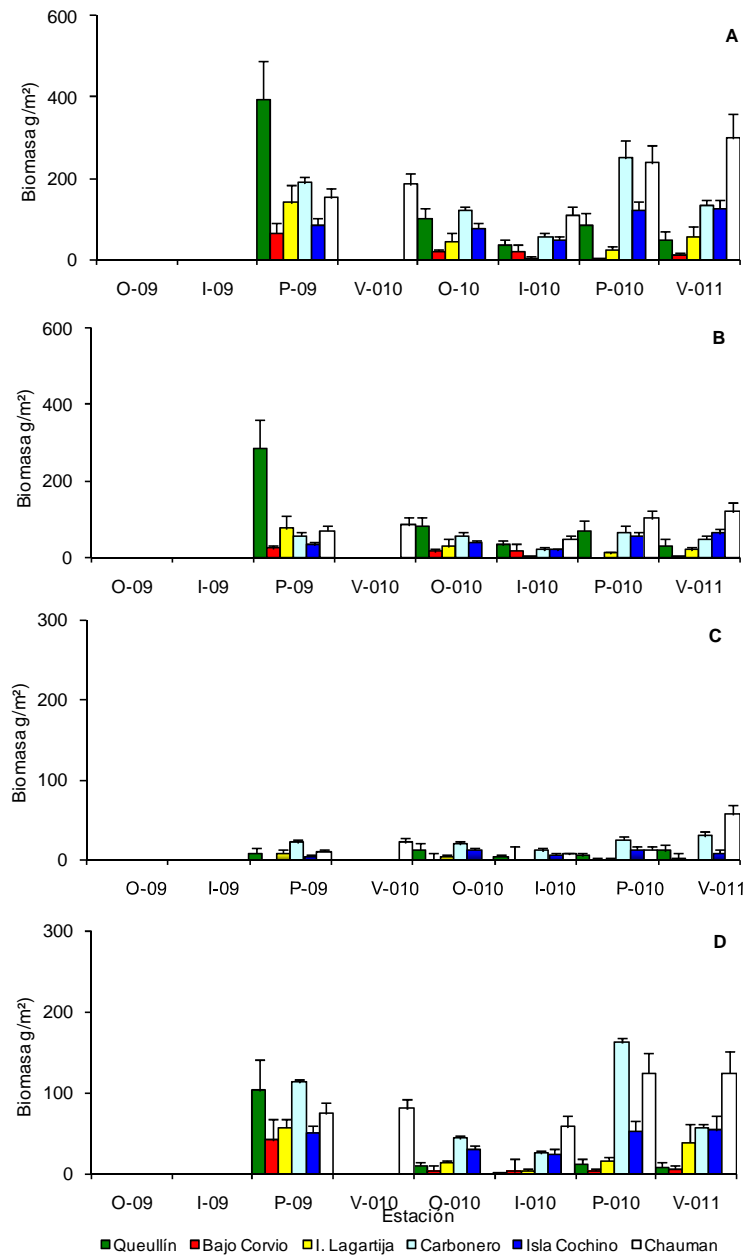 A
Biomasa g/m²
600
400
200
0
O-09 I-09 P-09 V-010 O-10 I-010 P-010 V-011
B
Biomasa g/m²
600
400
200
0
O-09 I-09 P-09 V-010 O-010 I-010 P-010 V-011
C
Biomasa g/m²
300
200
100
0
O-09 I-09 P-09 V-010 O-010 I-010 P-010 V-011
D
Biomasa g/m²
300
200
100
0
O-09 I-09 P-09 V-010 O-010 I-010 P-010 V-011
Estación
Queullín Bajo Corvio I. Lagartija Carbonero Isla Cochino Chauman